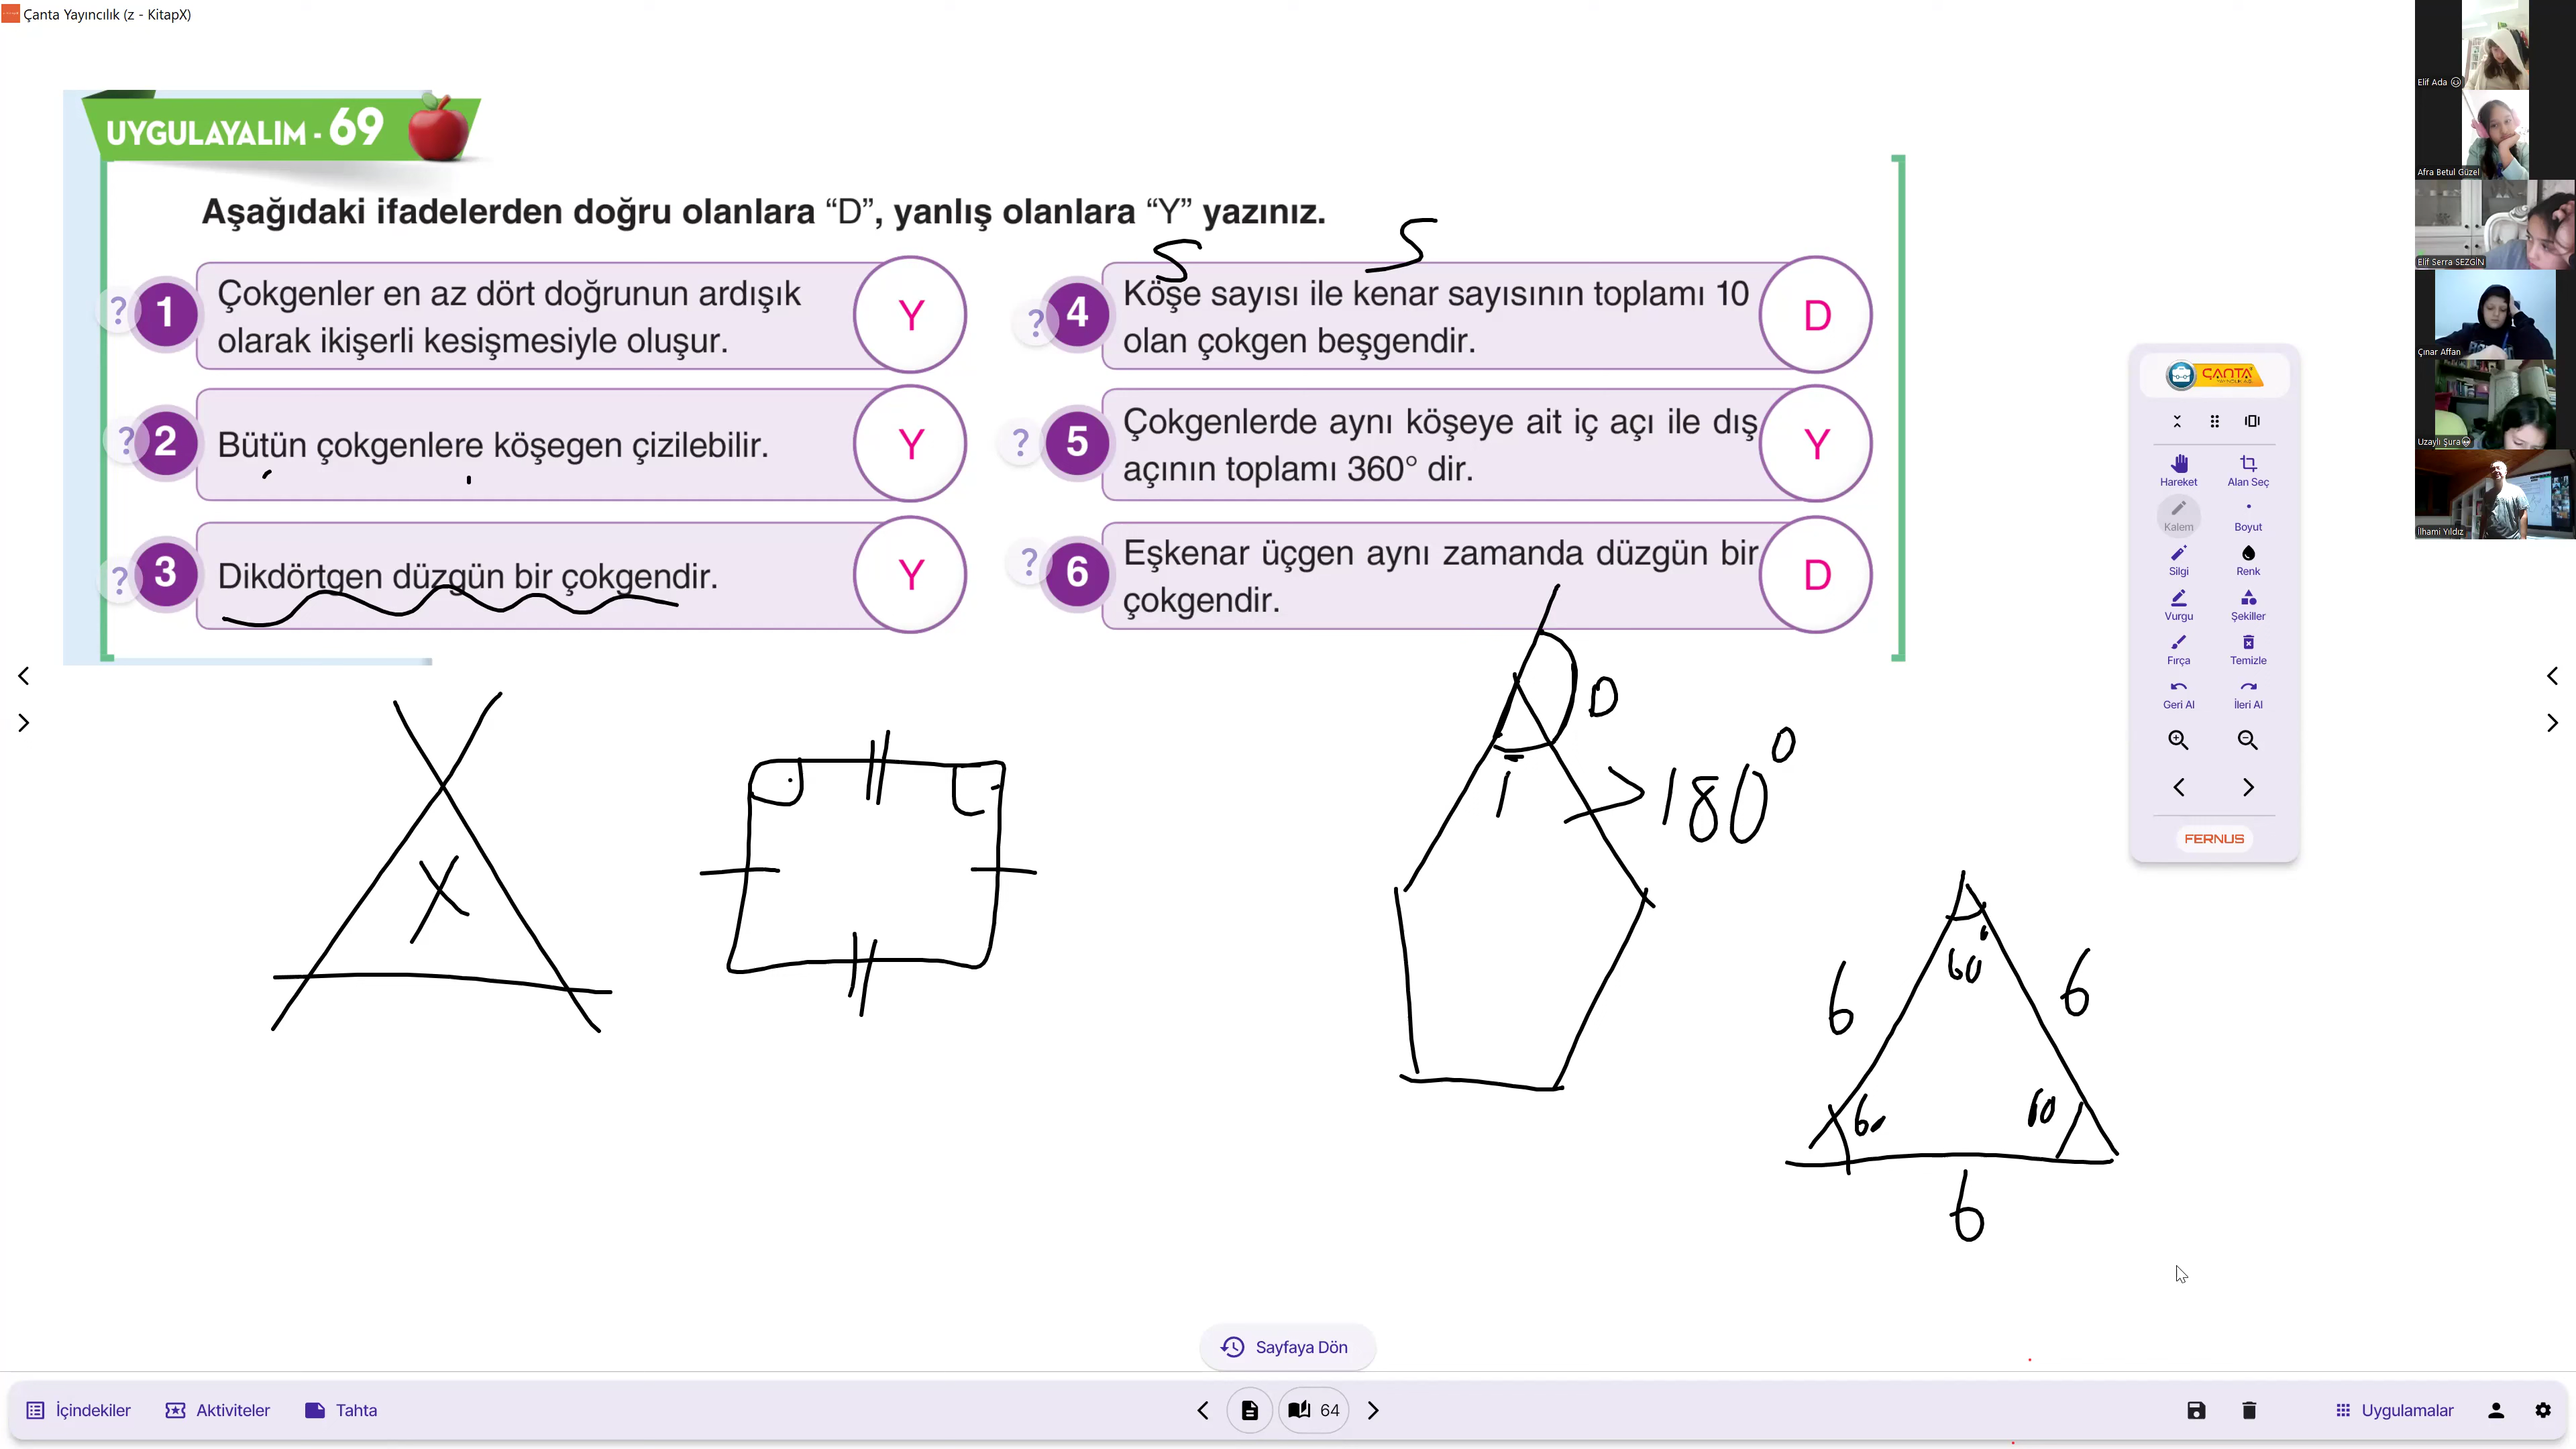 Çanta Yayıncılık (z - KitapX)
UYGULAYALIM - 69
Aşağıdaki ifadelerden doğru olanlara “D”, yanlış olanlara “Y” yazınız.
? 1 Çokgenler en az dört doğrunun ardışık
olarak ikişerli kesişmesiyle oluşur.
Y
? 2 Bütün çokgenlere köşegen çizilebilir.
Y
? 3 Dikdörtgen düzgün bir çokgendir.
Y
5 5
? 4 Köşe sayısı ile kenar sayısının toplamı 10
olan çokgen beşgendir.
D
? 5 Çokgenlerde aynı köşeye ait iç açı ile dış
açının toplamı 360° dir.
Y
? 6 Eşkenar üçgen aynı zamanda düzgün bir
çokgendir.
D
X
D
İ
>180°
60
6 6
60 60
6
Elif Ada
Afra Betul Güzel
Elif Serra SEZGİN
Çınar Affan
Uzaylı Şura
İlhami Yıldız
ÇANTA
Hareket Alan Seç
Kalem Boyut
Silgi Renk
Vurgu Şekiller
Fırça Temizle
Geri Al İleri Al
FERNUS
Sayfaya Dön
İçindekiler Aktiviteler Tahta 64 Uygulamalar